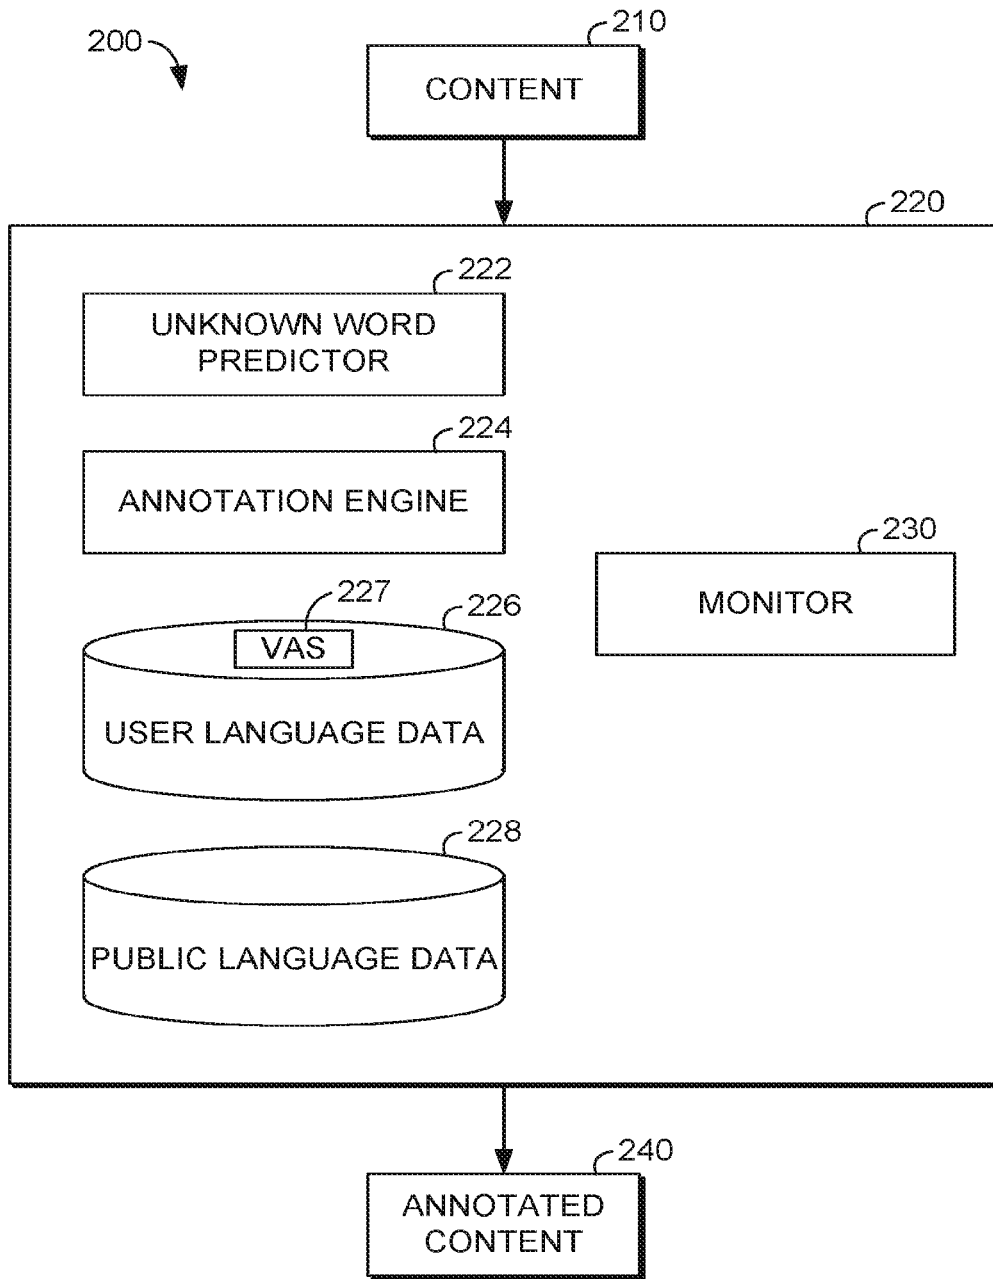 200
210
CONTENT
220
222
UNKNOWN WORD
PREDICTOR
224
ANNOTATION ENGINE
230
MONITOR
227
226
VAS
USER LANGUAGE DATA
228
PUBLIC LANGUAGE DATA
240
ANNOTATED
CONTENT